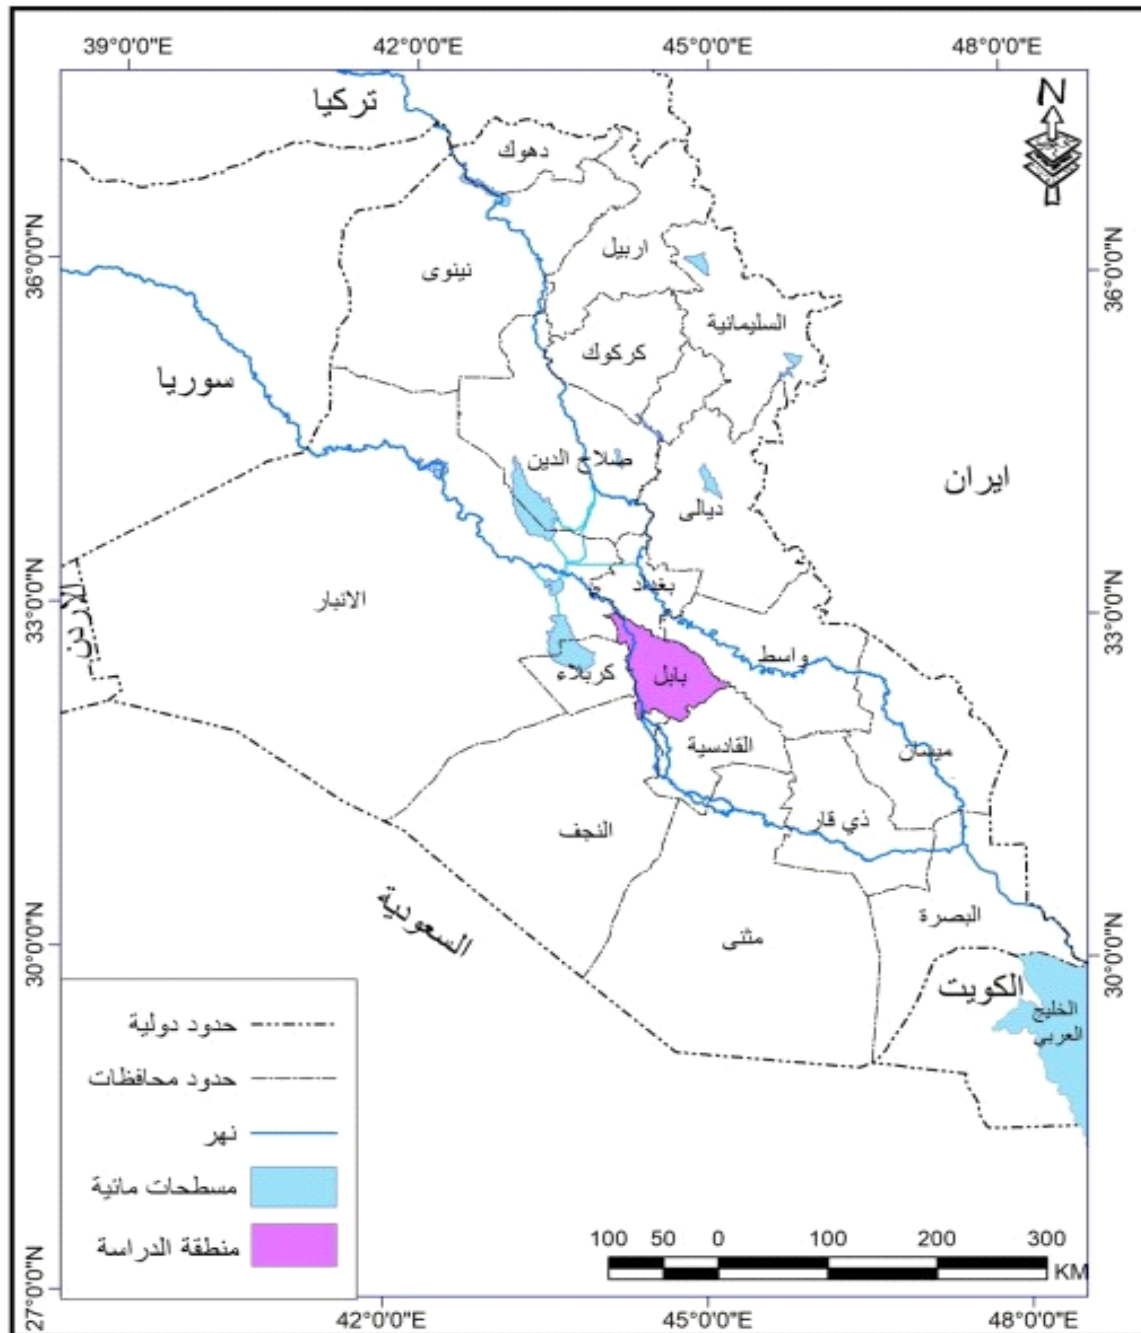 39°0'0"E 42°0'0"E 45°0'0"E 48°0'0"E
N
تركيا
دهوك
36°0'0"N
اربيل
نينوى
36°0'0"N
السليمانية
كركوك
سوريا
صلاح الدين
ايران
ديالى
33°0'0"N
بغداد
الانبار
الاردن
33°0'0"N
واسط
كربلاء
بابل
القادسية
ميسان
ذي قار
النجف
السعودية
البصرة
مثنى
30°0'0"N
30°0'0"N
الكويت
الخليج
العربي
حدود دولية
حدود محافظات
نهر
مسطحات مائية
منطقة الدراسة
100 50 0 100 200 300
KM
27°0'0"N
42°0'0"E 45°0'0"E 48°0'0"E